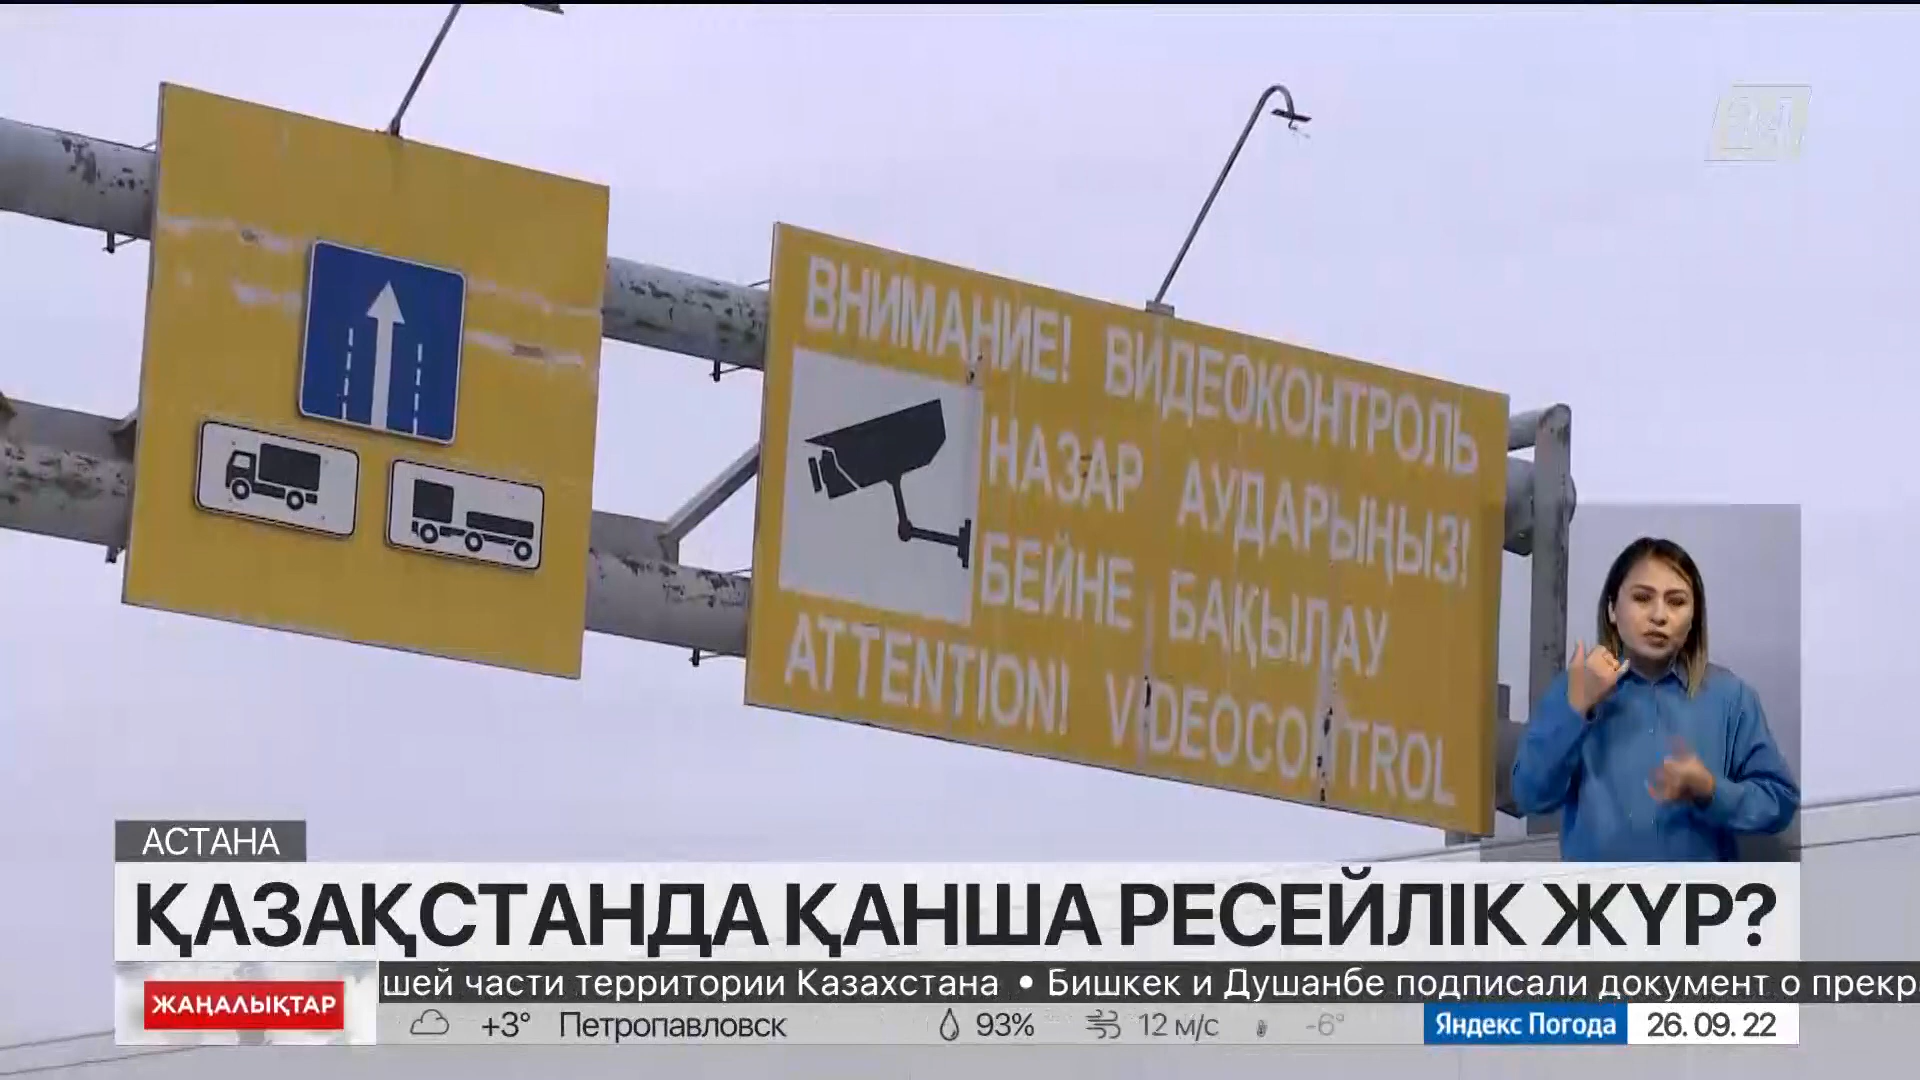 24
ВНИМАНИЕ! ВИДЕОКОНТРОЛЬ
НАЗАР АУДАРЫҢЫЗ!
БЕЙНЕ БАҚЫЛАУ
ATTENTION! VIDEOCONTROL
АСТАНА
ҚАЗАҚСТАНДА ҚАНША РЕСЕЙЛІК ЖҮР?
ЖАҢАЛЫҚТАР
шей части территории Казахстана • Бишкек и Душанбе подписали документ о прекр
+3° Петропавловск 93% 12 м/с -6° Яндекс Погода 26. 09. 22